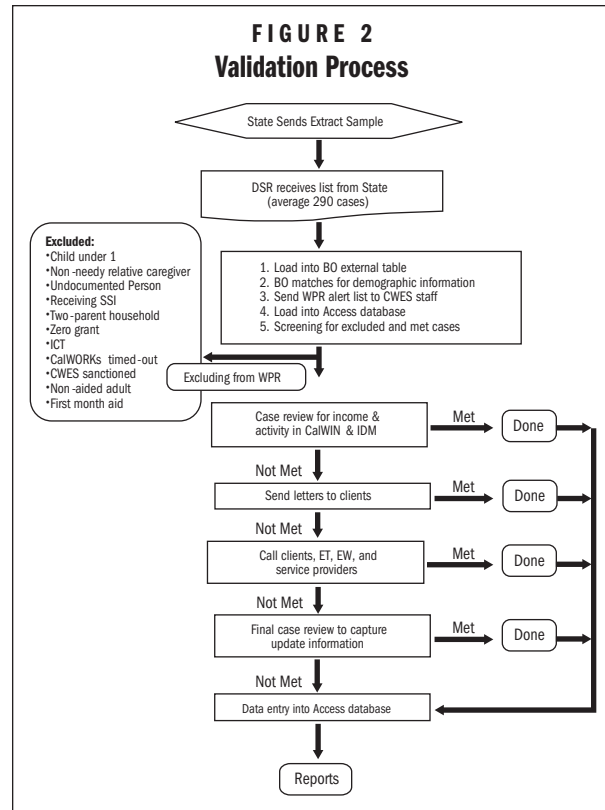 FIGURE 2
Validation Process
State Sends Extract Sample
DSR receives list from State
(average 290 cases)
Excluded:
•Child under 1
•Non-needy relative caregiver
•Undocumented Person
•Receiving SSI
•Two-parent household
•Zero grant
•ICT
•CalWORKs timed-out
•CWES sanctioned
•Non-aided adult
•First month aid
1. Load into BO external table
2. BO matches for demographic information
3. Send WPR alert list to CWES staff
4. Load into Access database
5. Screening for excluded and met cases
Excluding from WPR
Case review for income &
activity in CalWIN & IDM
Met
Done
Not Met
Send letters to clients
Met
Done
Not Met
Call clients, ET, EW, and
service providers
Met
Done
Not Met
Final case review to capture
update information
Met
Done
Not Met
Data entry into Access database
Reports